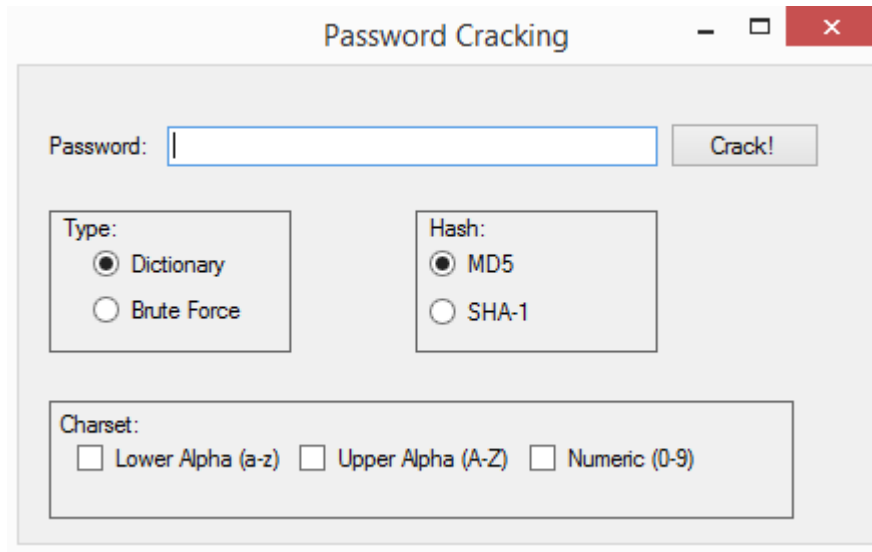 Password Cracking
Password: Crack!
Type: Hash:
Dictionary MD5
Brute Force SHA-1
Charset:
Lower Alpha (a-z) Upper Alpha (A-Z) Numeric (0-9)